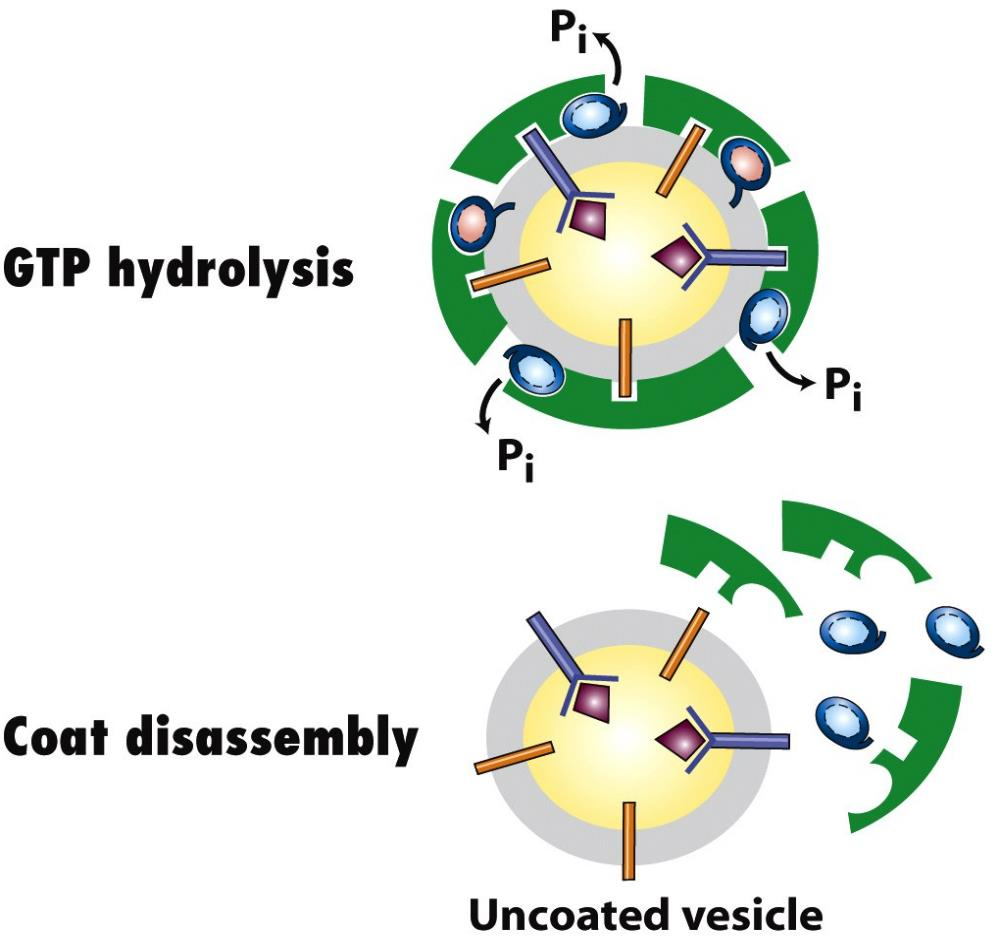 Pi
GTP hydrolysis
Pi
Pi
Coat disassembly
Uncoated vesicle